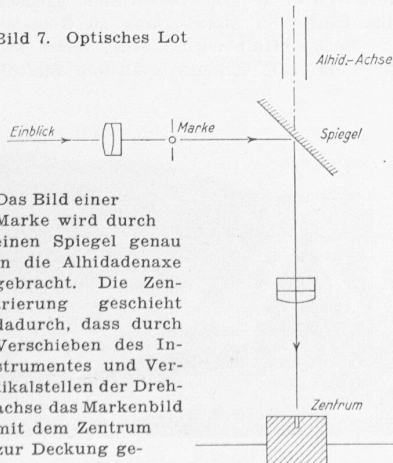 Bild 7. Optisches Lot
Alhid.-Achse
Einblick
Marke
Spiegel
Das Bild einer
Marke wird durch
einen Spiegel genau
in die Alhidadenaxe
gebracht. Die Zen-
trierung geschieht
dadurch, dass durch
Verschieben des In-
strumentes und Ver-
tikalstellen der Dreh-
achse das Markenbild
mit dem Zentrum
zur Deckung ge-
Zentrum